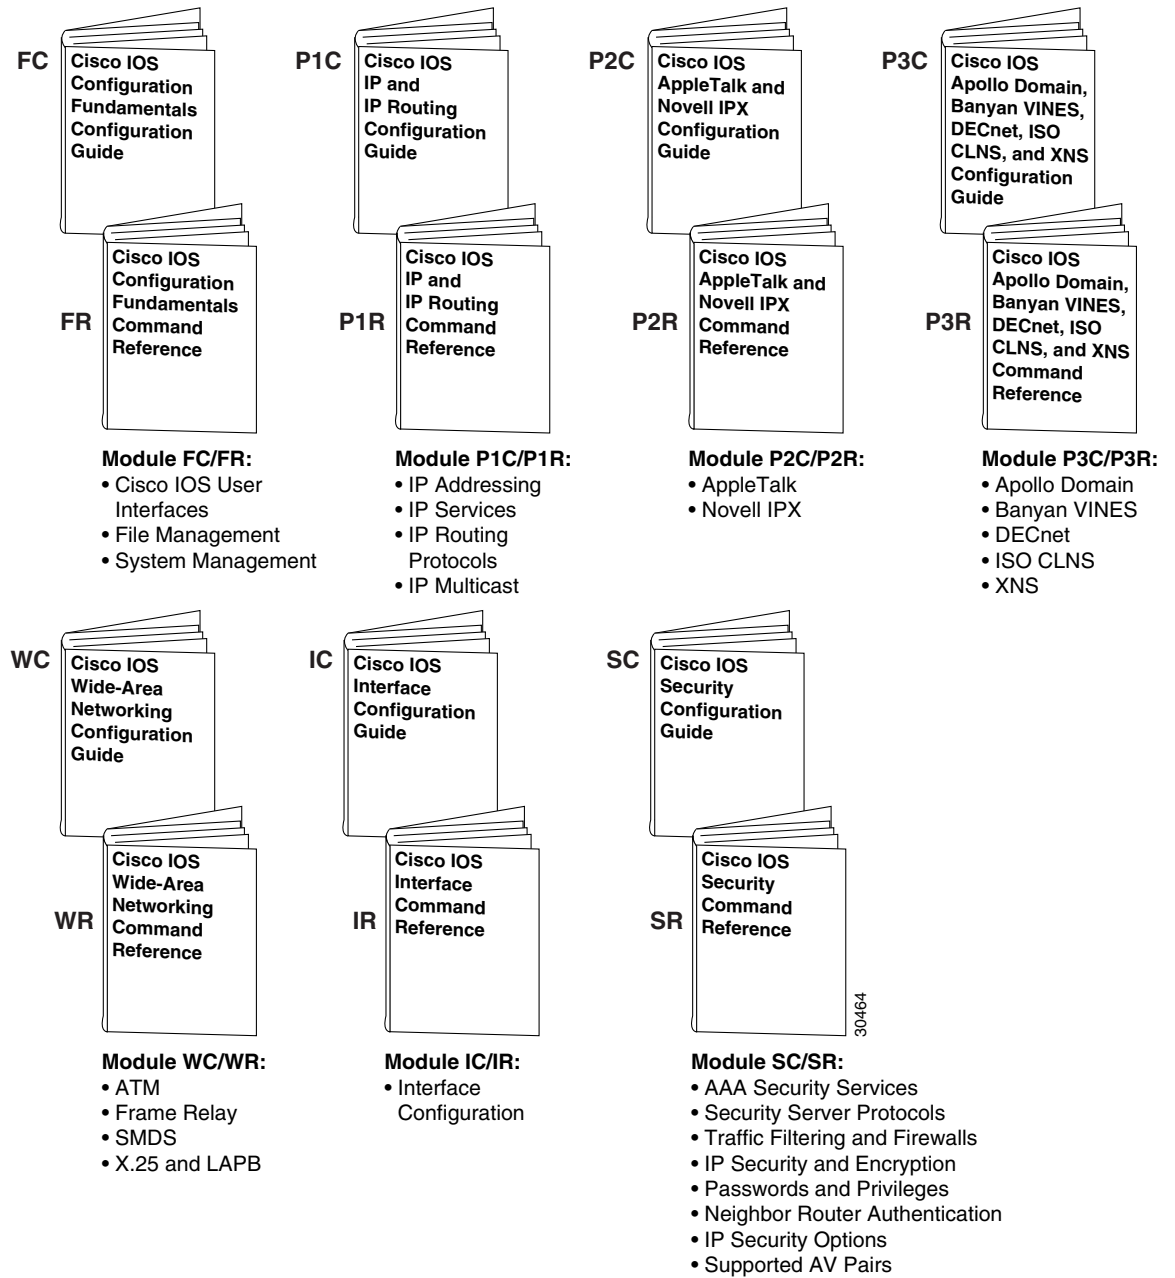 FC
Cisco IOS
Configuration
Fundamentals
Configuration
Guide
FR
Cisco IOS
Configuration
Fundamentals
Command
Reference
Module FC/FR:
• Cisco IOS User
Interfaces
• File Management
• System Management
P1C
Cisco IOS
IP and
IP Routing
Configuration
Guide
P1R
Cisco IOS
IP and
IP Routing
Command
Reference
Module P1C/P1R:
• IP Addressing
• IP Services
• IP Routing
Protocols
• IP Multicast
P2C
Cisco IOS
AppleTalk and
Novell IPX
Configuration
Guide
P2R
Cisco IOS
AppleTalk and
Novell IPX
Command
Reference
Module P2C/P2R:
• AppleTalk
• Novell IPX
P3C
Cisco IOS
Apollo Domain,
Banyan VINES,
DECnet, ISO
CLNS, and XNS
Configuration
Guide
P3R
Cisco IOS
Apollo Domain,
Banyan VINES,
DECnet, ISO
CLNS, and XNS
Command
Reference
Module P3C/P3R:
• Apollo Domain
• Banyan VINES
• DECnet
• ISO CLNS
• XNS
WC
Cisco IOS
Wide-Area
Networking
Configuration
Guide
WR
Cisco IOS
Wide-Area
Networking
Command
Reference
Module WC/WR:
• ATM
• Frame Relay
• SMDS
• X.25 and LAPB
IC
Cisco IOS
Interface
Configuration
Guide
IR
Cisco IOS
Interface
Command
Reference
Module IC/IR:
• Interface
Configuration
SC
Cisco IOS
Security
Configuration
Guide
SR
Cisco IOS
Security
Command
Reference
30464
Module SC/SR:
• AAA Security Services
• Security Server Protocols
• Traffic Filtering and Firewalls
• IP Security and Encryption
• Passwords and Privileges
• Neighbor Router Authentication
• IP Security Options
• Supported AV Pairs